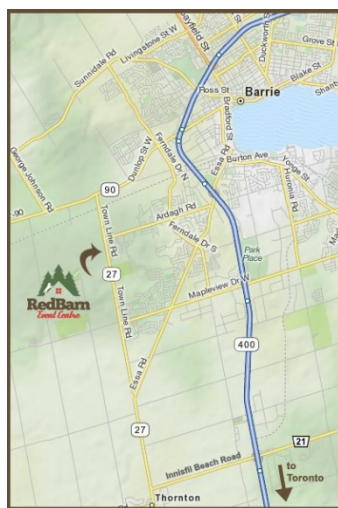 Sunnidale Rd
Livingstone St W
Bayfield St
Duckworth St
Grove St
Ross St
Barrie
Blake St
Bradford St
Shant
George Johnson Rd
Dunlop St W
Ferndale Dr N
Essa Rd
Burton Ave
Yonge St
Huronia Rd
90
90
Town Line Rd
Ardagh Rd
Ferndale Dr S
Park
Place
27
RedBarn
Event Centre
Town Line Rd
Mapleview Dr W
400
Essa Rd
27
21
Innisfil Beach Road
to
Toronto
Thornton